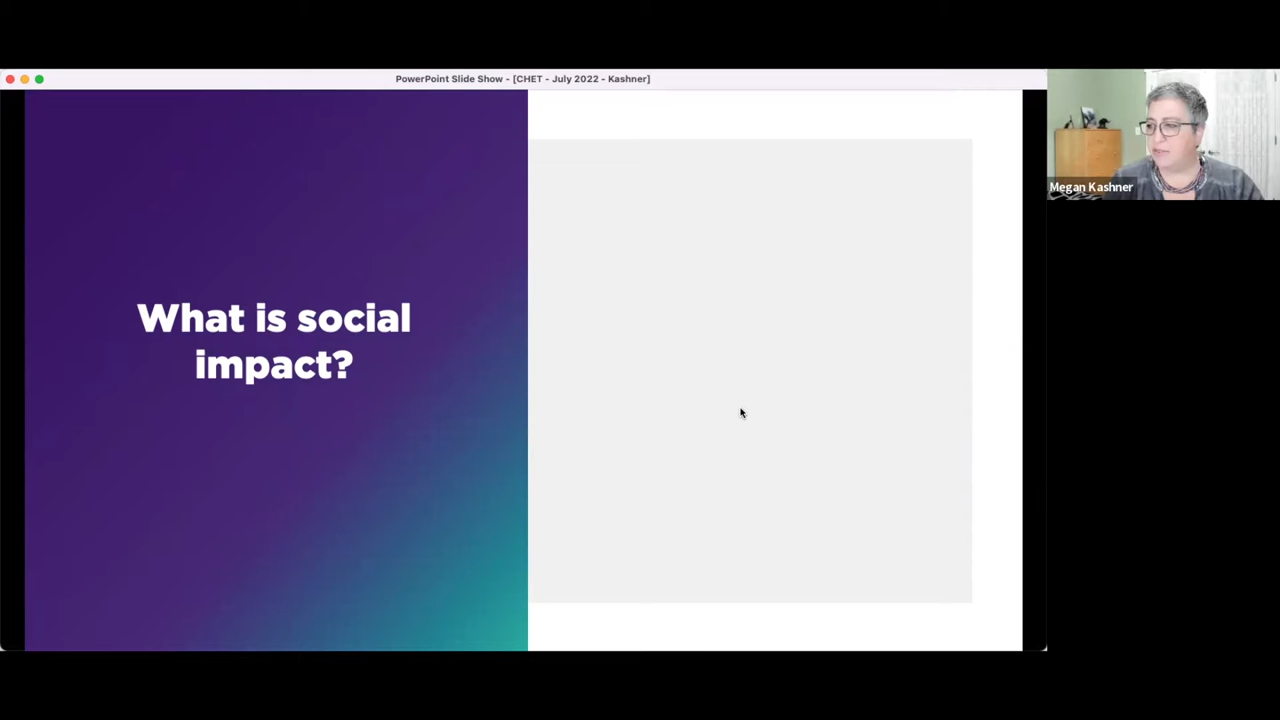 PowerPoint Slide Show - [CHET - July 2022 - Kashner]
What is social
impact?
Megan Kashner